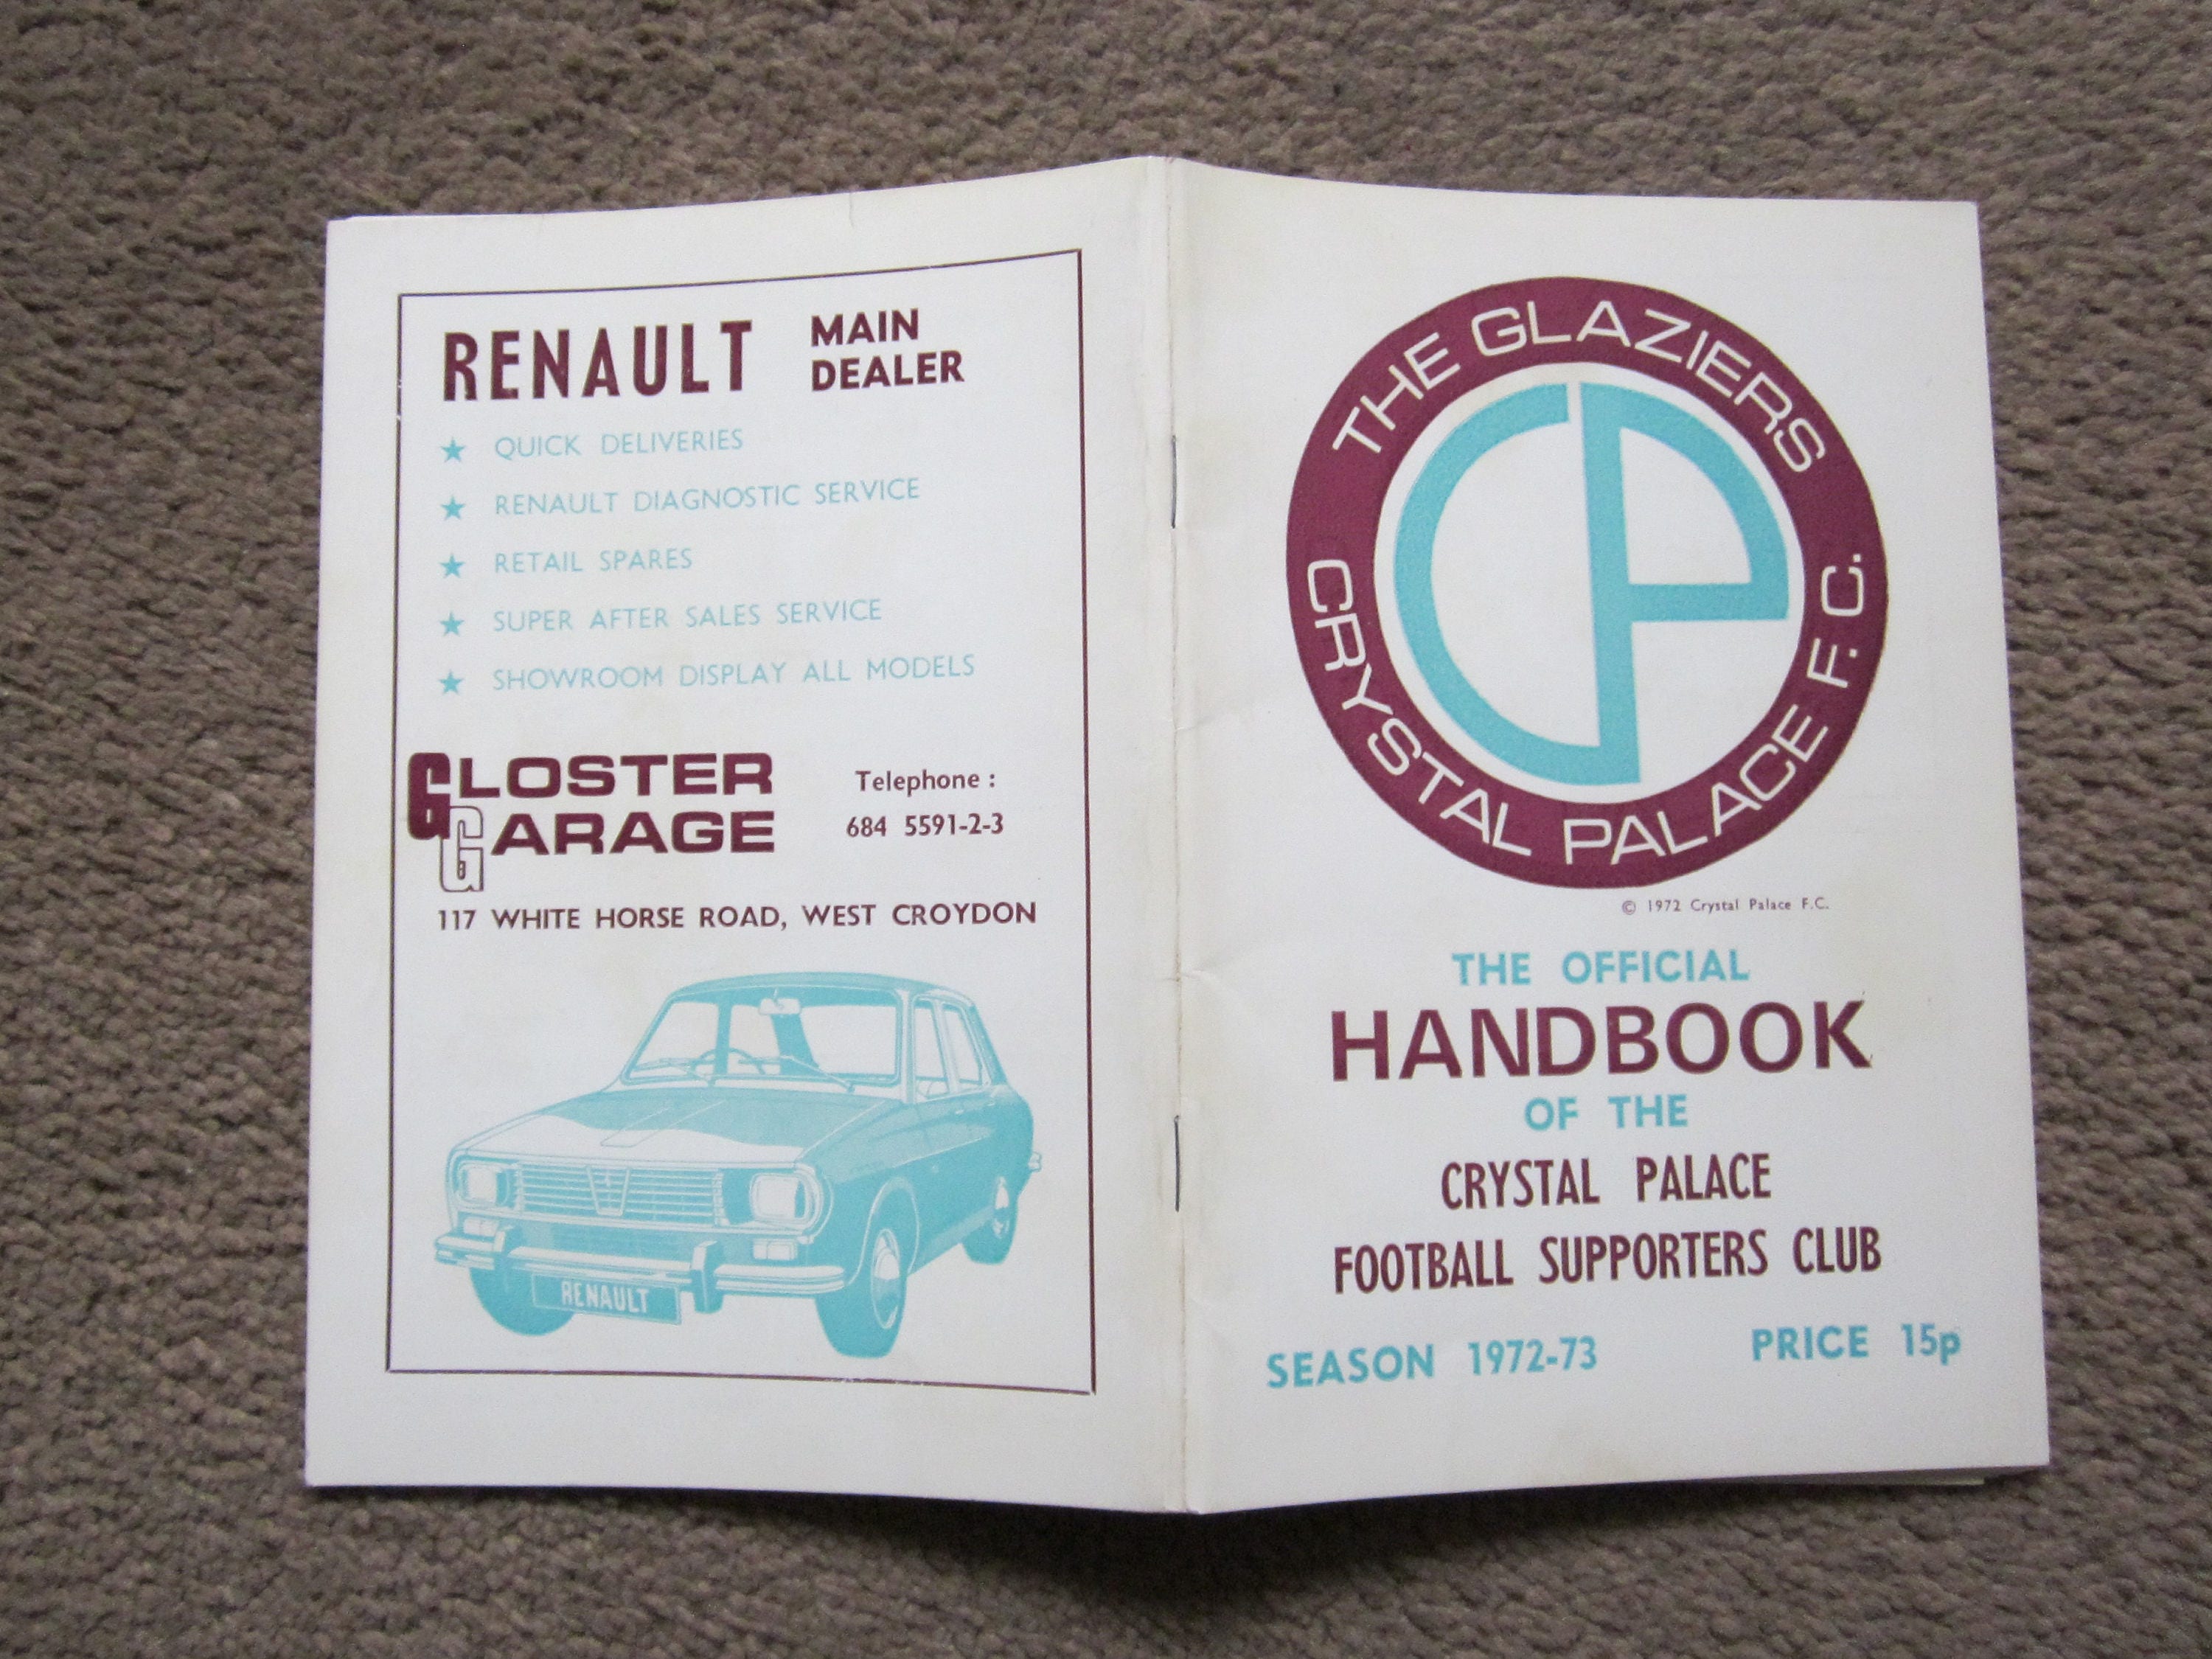 RENAULT MAIN DEALER
★ QUICK DELIVERIES
★ RENAULT DIAGNOSTIC SERVICE
★ RETAIL SPARES
★ SUPER AFTER SALES SERVICE
★ SHOWROOM DISPLAY ALL MODELS
GLOSTER
GARAGE
Telephone :
684 5591-2-3
117 WHITE HORSE ROAD, WEST CROYDON
RENAULT
THE GLAZIERS
CP
CRYSTAL PALACE F.C.
© 1972 Crystal Palace F.C.
THE OFFICIAL
HANDBOOK
OF THE
CRYSTAL PALACE
FOOTBALL SUPPORTERS CLUB
SEASON 1972-73 PRICE 15p